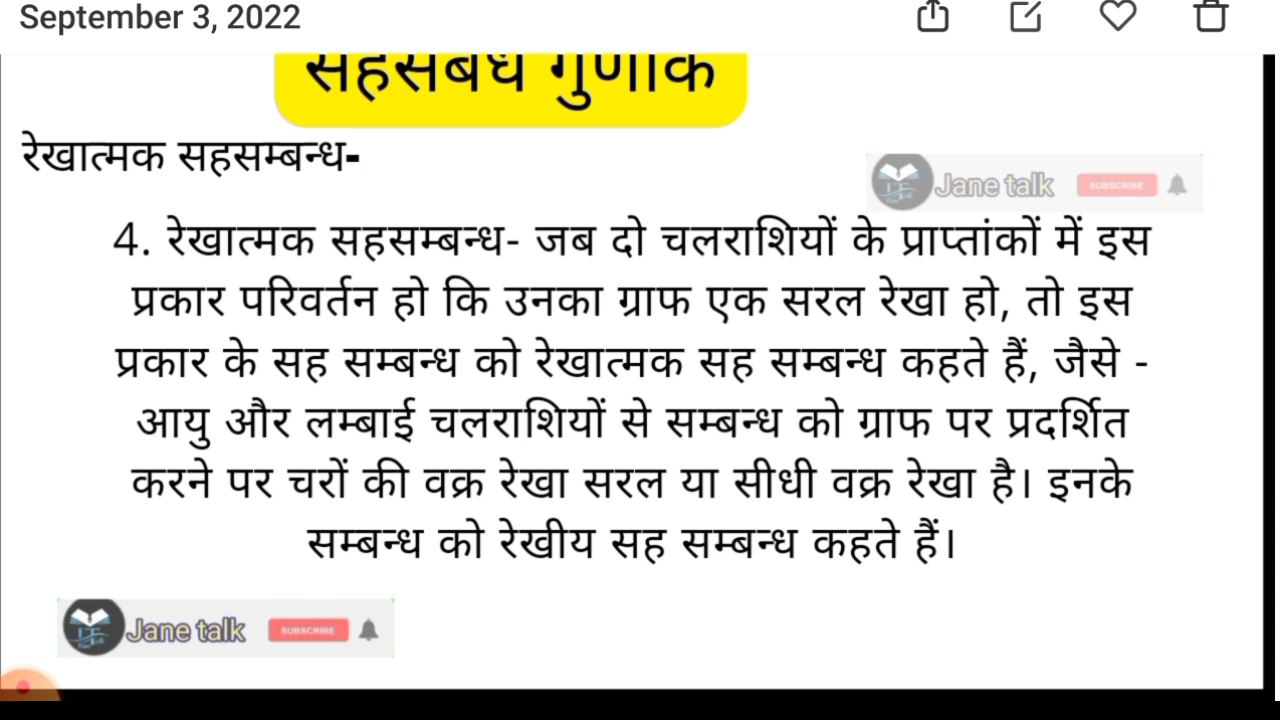 September 3, 2022
सहसंबंध गुणांक
रेखात्मक सहसम्बन्ध-
Jane talk SUBSCRIBE
4. रेखात्मक सहसम्बन्ध- जब दो चलराशियों के प्राप्तांकों में इस
प्रकार परिवर्तन हो कि उनका ग्राफ एक सरल रेखा हो, तो इस
प्रकार के सह सम्बन्ध को रेखात्मक सह सम्बन्ध कहते हैं, जैसे -
आयु और लम्बाई चलराशियों से सम्बन्ध को ग्राफ पर प्रदर्शित
करने पर चरों की वक्र रेखा सरल या सीधी वक्र रेखा है। इनके
सम्बन्ध को रेखीय सह सम्बन्ध कहते हैं।
Jane talk SUBSCRIBE